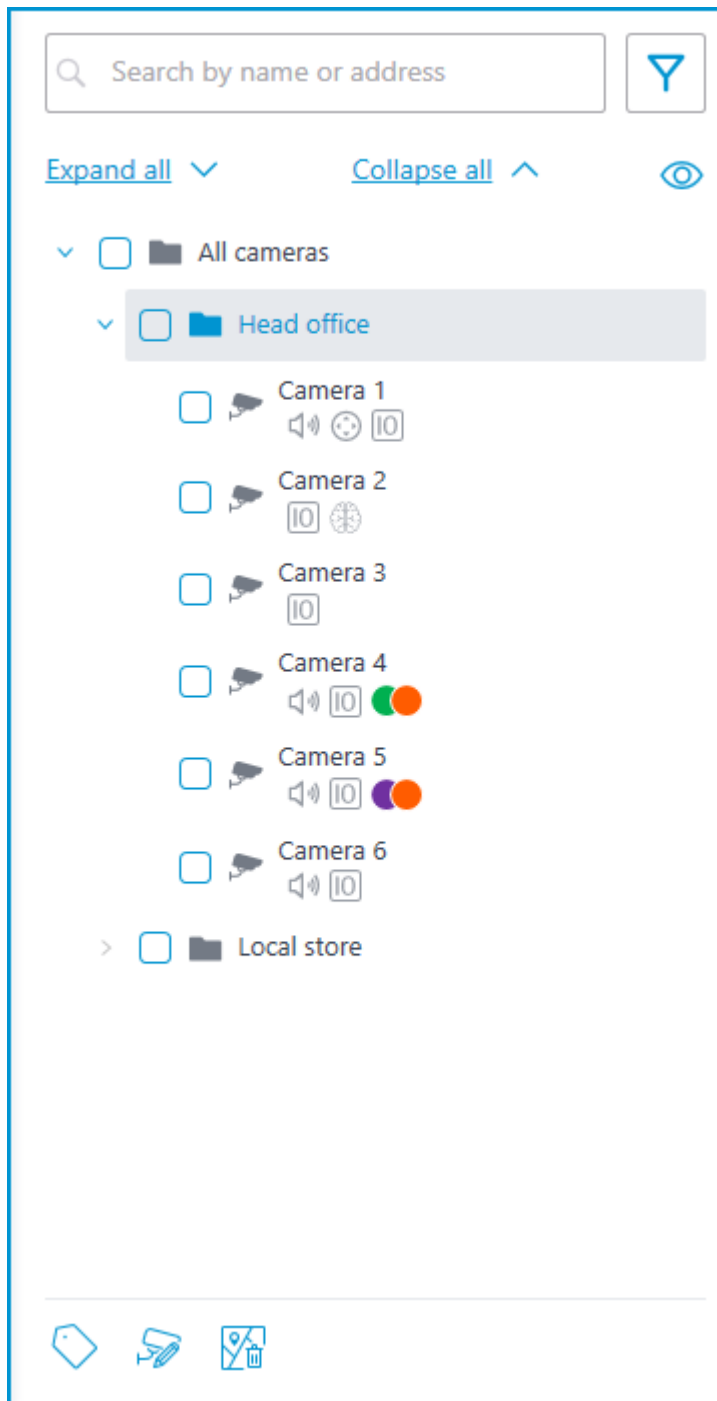 Search by name or address
Expand all Collapse all
All cameras
Head office
Camera 1
IO
Camera 2
IO
Camera 3
IO
Camera 4
IO
Camera 5
IO
Camera 6
IO
Local store